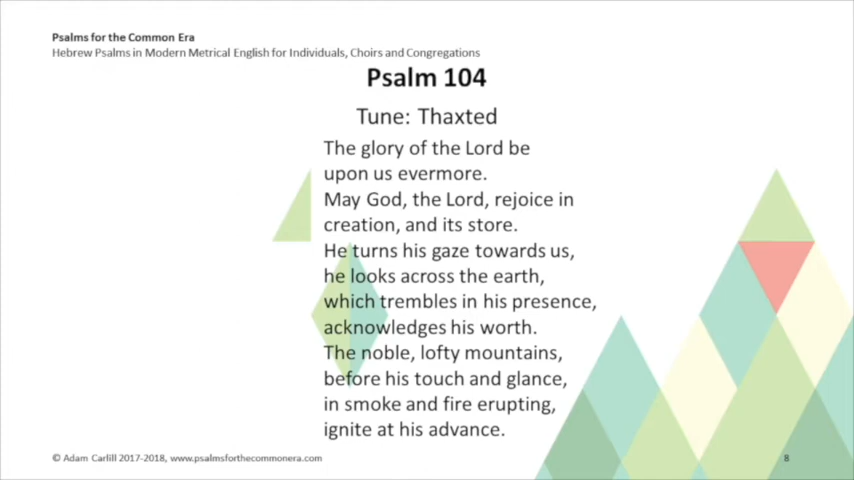 Psalms for the Common Era
Hebrew Psalms in Modern Metrical English for Individuals, Choirs and Congregations
Psalm 104
Tune: Thaxted
The glory of the Lord be
upon us evermore.
May God, the Lord, rejoice in
creation, and its store.
He turns his gaze towards us,
he looks across the earth,
which trembles in his presence,
acknowledges his worth.
The noble, lofty mountains,
before his touch and glance,
in smoke and fire erupting,
ignite at his advance.
© Adam Carlill 2017-2018, www.psalmsforthecommonera.com
8